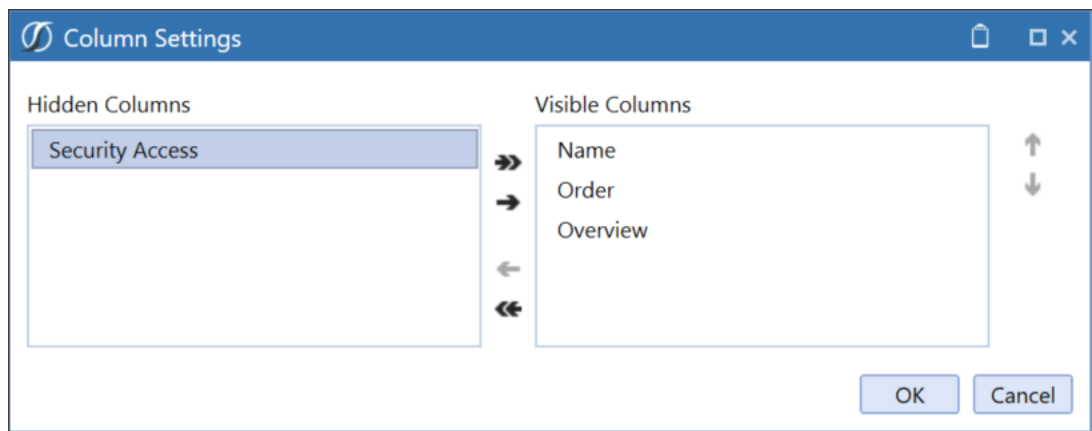 Column Settings
Hidden Columns
Security Access
Visible Columns
Name
Order
Overview
OK
Cancel